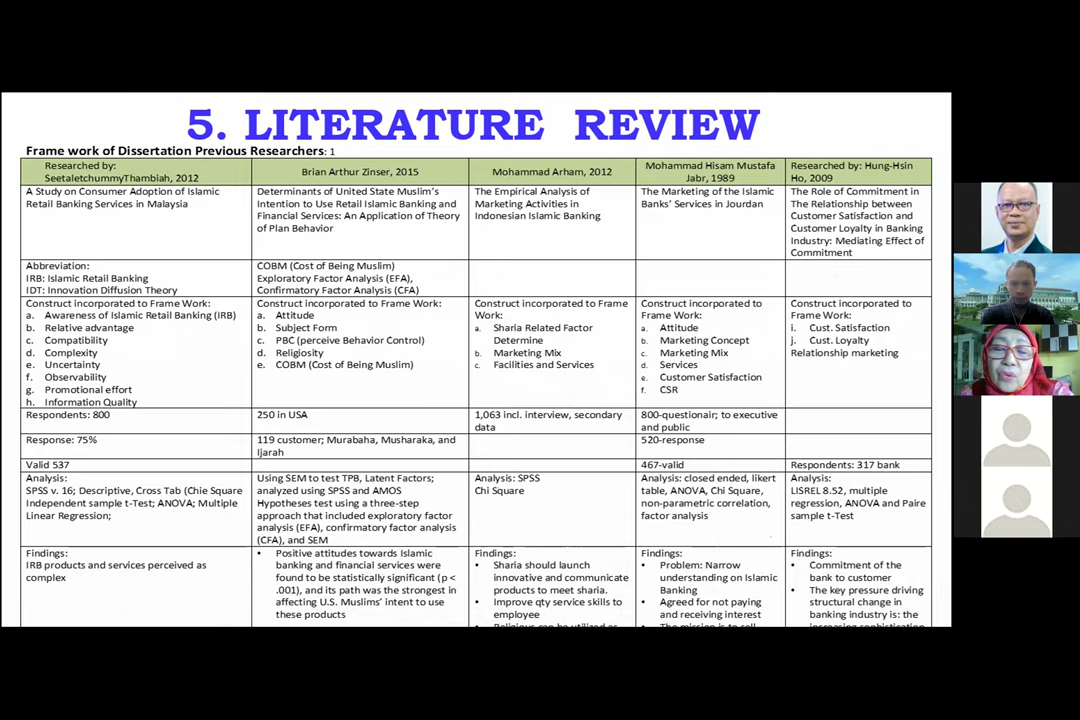 5. LITERATURE REVIEW
Frame work of Dissertation Previous Researchers: 1
Researched by:
SeetaletchummyThambiah, 2012
Brian Arthur Zinser, 2015
Mohammad Arham, 2012
Mohammad Hisam Mustafa
Jabr, 1989
Researched by: Hung-Hsin
Ho, 2009
A Study on Consumer Adoption of Islamic
Retail Banking Services in Malaysia
Determinants of United State Muslim's
Intention to Use Retail Islamic Banking and
Financial Services: An Application of Theory
of Plan Behavior
The Empirical Analysis of
Marketing Activities in
Indonesian Islamic Banking
The Marketing of the Islamic
Banks' Services in Jourdan
The Role of Commitment in
The Relationship between
Customer Satisfaction and
Customer Loyalty in Banking
Industry: Mediating Effect of
Commitment
Abbreviation:
IRB: Islamic Retail Banking
IDT: Innovation Diffusion Theory
COBM (Cost of Being Muslim)
Exploratory Factor Analysis (EFA),
Confirmatory Factor Analysis (CFA)
Construct incorporated to Frame Work:
a. Awareness of Islamic Retail Banking (IRB)
b. Relative advantage
c. Compatibility
d. Complexity
e. Uncertainty
f. Observability
g. Promotional effort
h. Information Quality
Construct incorporated to Frame Work:
a. Attitude
b. Subject Form
c. PBC (perceive Behavior Control)
d. Religiosity
e. COBM (Cost of Being Muslim)
Construct incorporated to Frame
Work:
a. Sharia Related Factor
Determine
b. Marketing Mix
c. Facilities and Services
Construct incorporated to
Frame Work:
a. Attitude
b. Marketing Concept
c. Marketing Mix
d. Services
e. Customer Satisfaction
f. CSR
Construct incorporated to
Frame Work:
i. Cust. Satisfaction
j. Cust. Loyalty
Relationship marketing
Respondents: 800
250 in USA
1,063 incl. interview, secondary
data
800-questionair; to executive
and public
Response: 75%
119 customer; Murabaha, Musharaka, and
Ijarah
520-response
Valid 537
467-valid
Respondents: 317 bank
Analysis:
SPSS v. 16; Descriptive, Cross Tab (Chie Square
Independent sample t-Test; ANOVA; Multiple
Linear Regression;
Using SEM to test TPB, Latent Factors;
analyzed using SPSS and AMOS
Hypotheses test using a three-step
approach that included exploratory factor
analysis (EFA), confirmatory factor analysis
(CFA), and SEM
Analysis: SPSS
Chi Square
Analysis: closed ended, likert
table, ANOVA, Chi Square,
non-parametric correlation,
factor analysis
Analysis:
LISREL 8.52, multiple
regression, ANOVA and Paire
sample t-Test
Findings:
IRB products and services perceived as
complex
• Positive attitudes towards Islamic
banking and financial services were
found to be statistically significant (p <
.001), and its path was the strongest in
affecting U.S. Muslims' intent to use
these products
Findings:
• Sharia should launch
innovative and communicate
products to meet sharia.
• Improve qty service skills to
employee
• Religious can be utilized as
Findings:
• Problem: Narrow
understanding on Islamic
Banking
• Agreed for not paying
and receiving interest
• The mission is to sell
Findings:
• Commitment of the
bank to customer
• The key pressure driving
structural change in
banking industry is: the
increasing sophistication